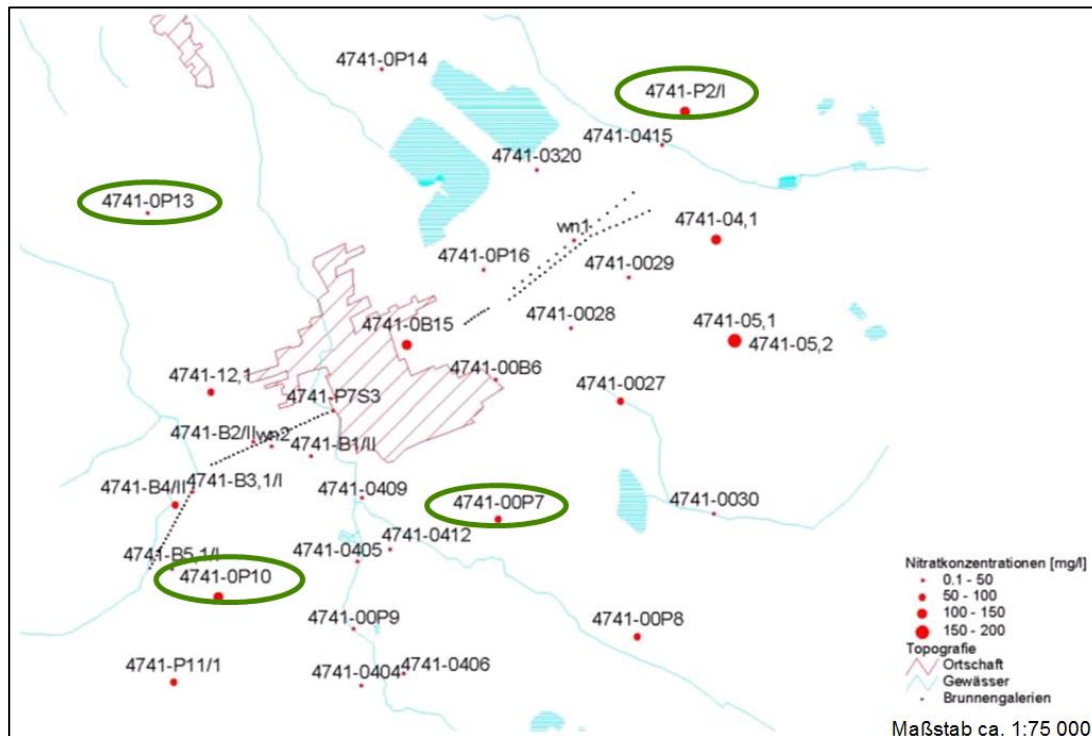 4741-0P14
4741-P2/I
4741-0415
4741-0320
4741-0P13
4741-04,1
wn1
4741-0P16
4741-0029
4741-0B15
4741-0028
4741-05,1
4741-05,2
4741-00B6
4741-12,1
4741-P7S3
4741-0027
4741-B2/II
wn2
4741-B1/II
4741-B3,1/I
4741-B4/II
4741-0409
4741-00P7
4741-0030
4741-0412
4741-0405
4741-B5,1/I
4741-0P10
4741-00P9
4741-00P8
4741-P11/1
4741-0404
4741-0406
Nitratkonzentrationen [mg/l]
0.1 - 50
50 - 100
100 - 150
150 - 200
Topografie
Ortschaft
Gewässer
Brunnengalerien
Maßstab ca. 1:75 000